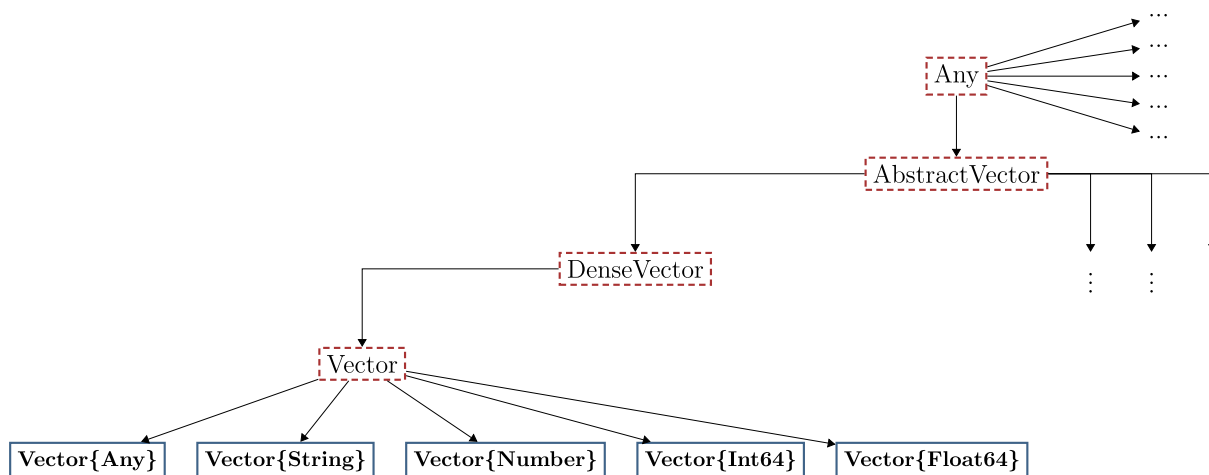 ...
...
Any
...
...
...
AbstractVector
DenseVector
⋮ ⋮
Vector
Vector{Any} Vector{String} Vector{Number} Vector{Int64} Vector{Float64}